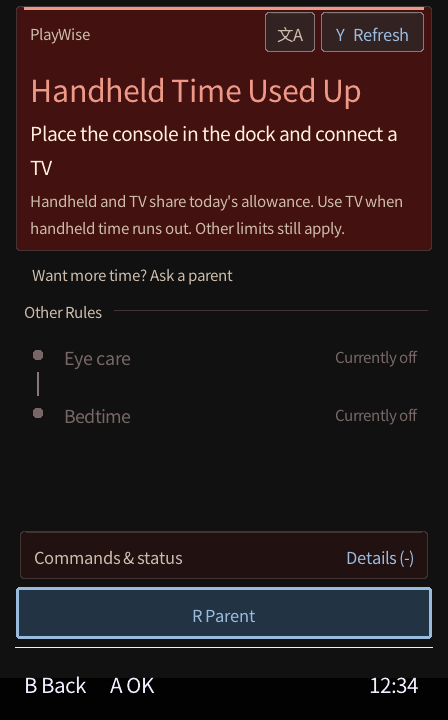 PlayWise
文A
Y Refresh
Handheld Time Used Up
Place the console in the dock and connect a
TV
Handheld and TV share today's allowance. Use TV when
handheld time runs out. Other limits still apply.
Want more time? Ask a parent
Other Rules
Eye care Currently off
Bedtime Currently off
Commands & status Details (-)
R Parent
B Back A OK 12:34